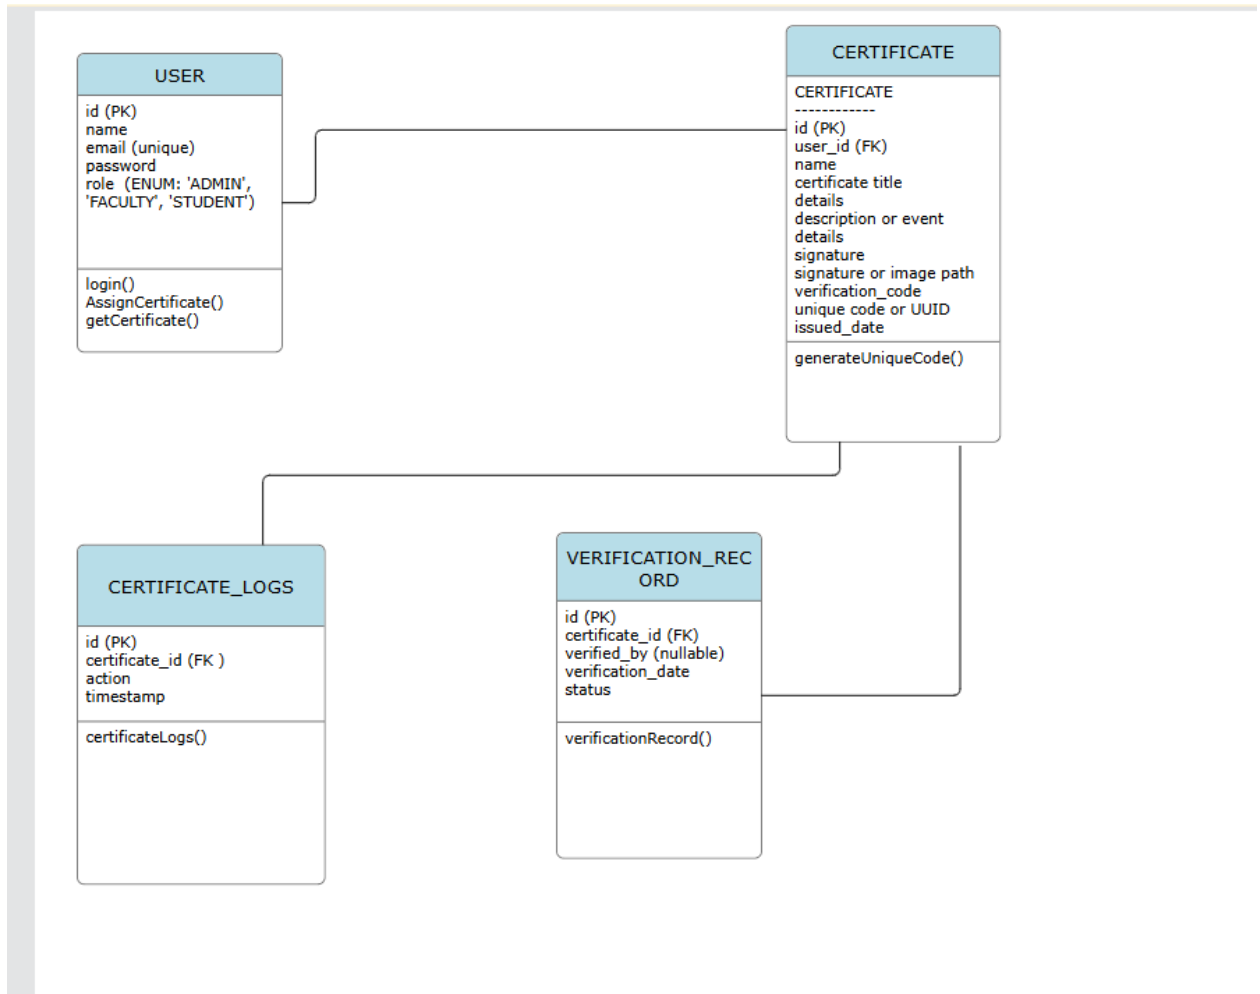 USER
id (PK)
name
email (unique)
password
role  (ENUM: 'ADMIN',
'FACULTY', 'STUDENT')
login()
AssignCertificate()
getCertificate()
CERTIFICATE
CERTIFICATE
------------
id (PK)
user_id (FK)
name
certificate title
details
description or event
details
signature
signature or image path
verification_code
unique code or UUID
issued_date
generateUniqueCode()
CERTIFICATE_LOGS
id (PK)
certificate_id (FK )
action
timestamp
certificateLogs()
VERIFICATION_REC
ORD
id (PK)
certificate_id (FK)
verified_by (nullable)
verification_date
status
verificationRecord()